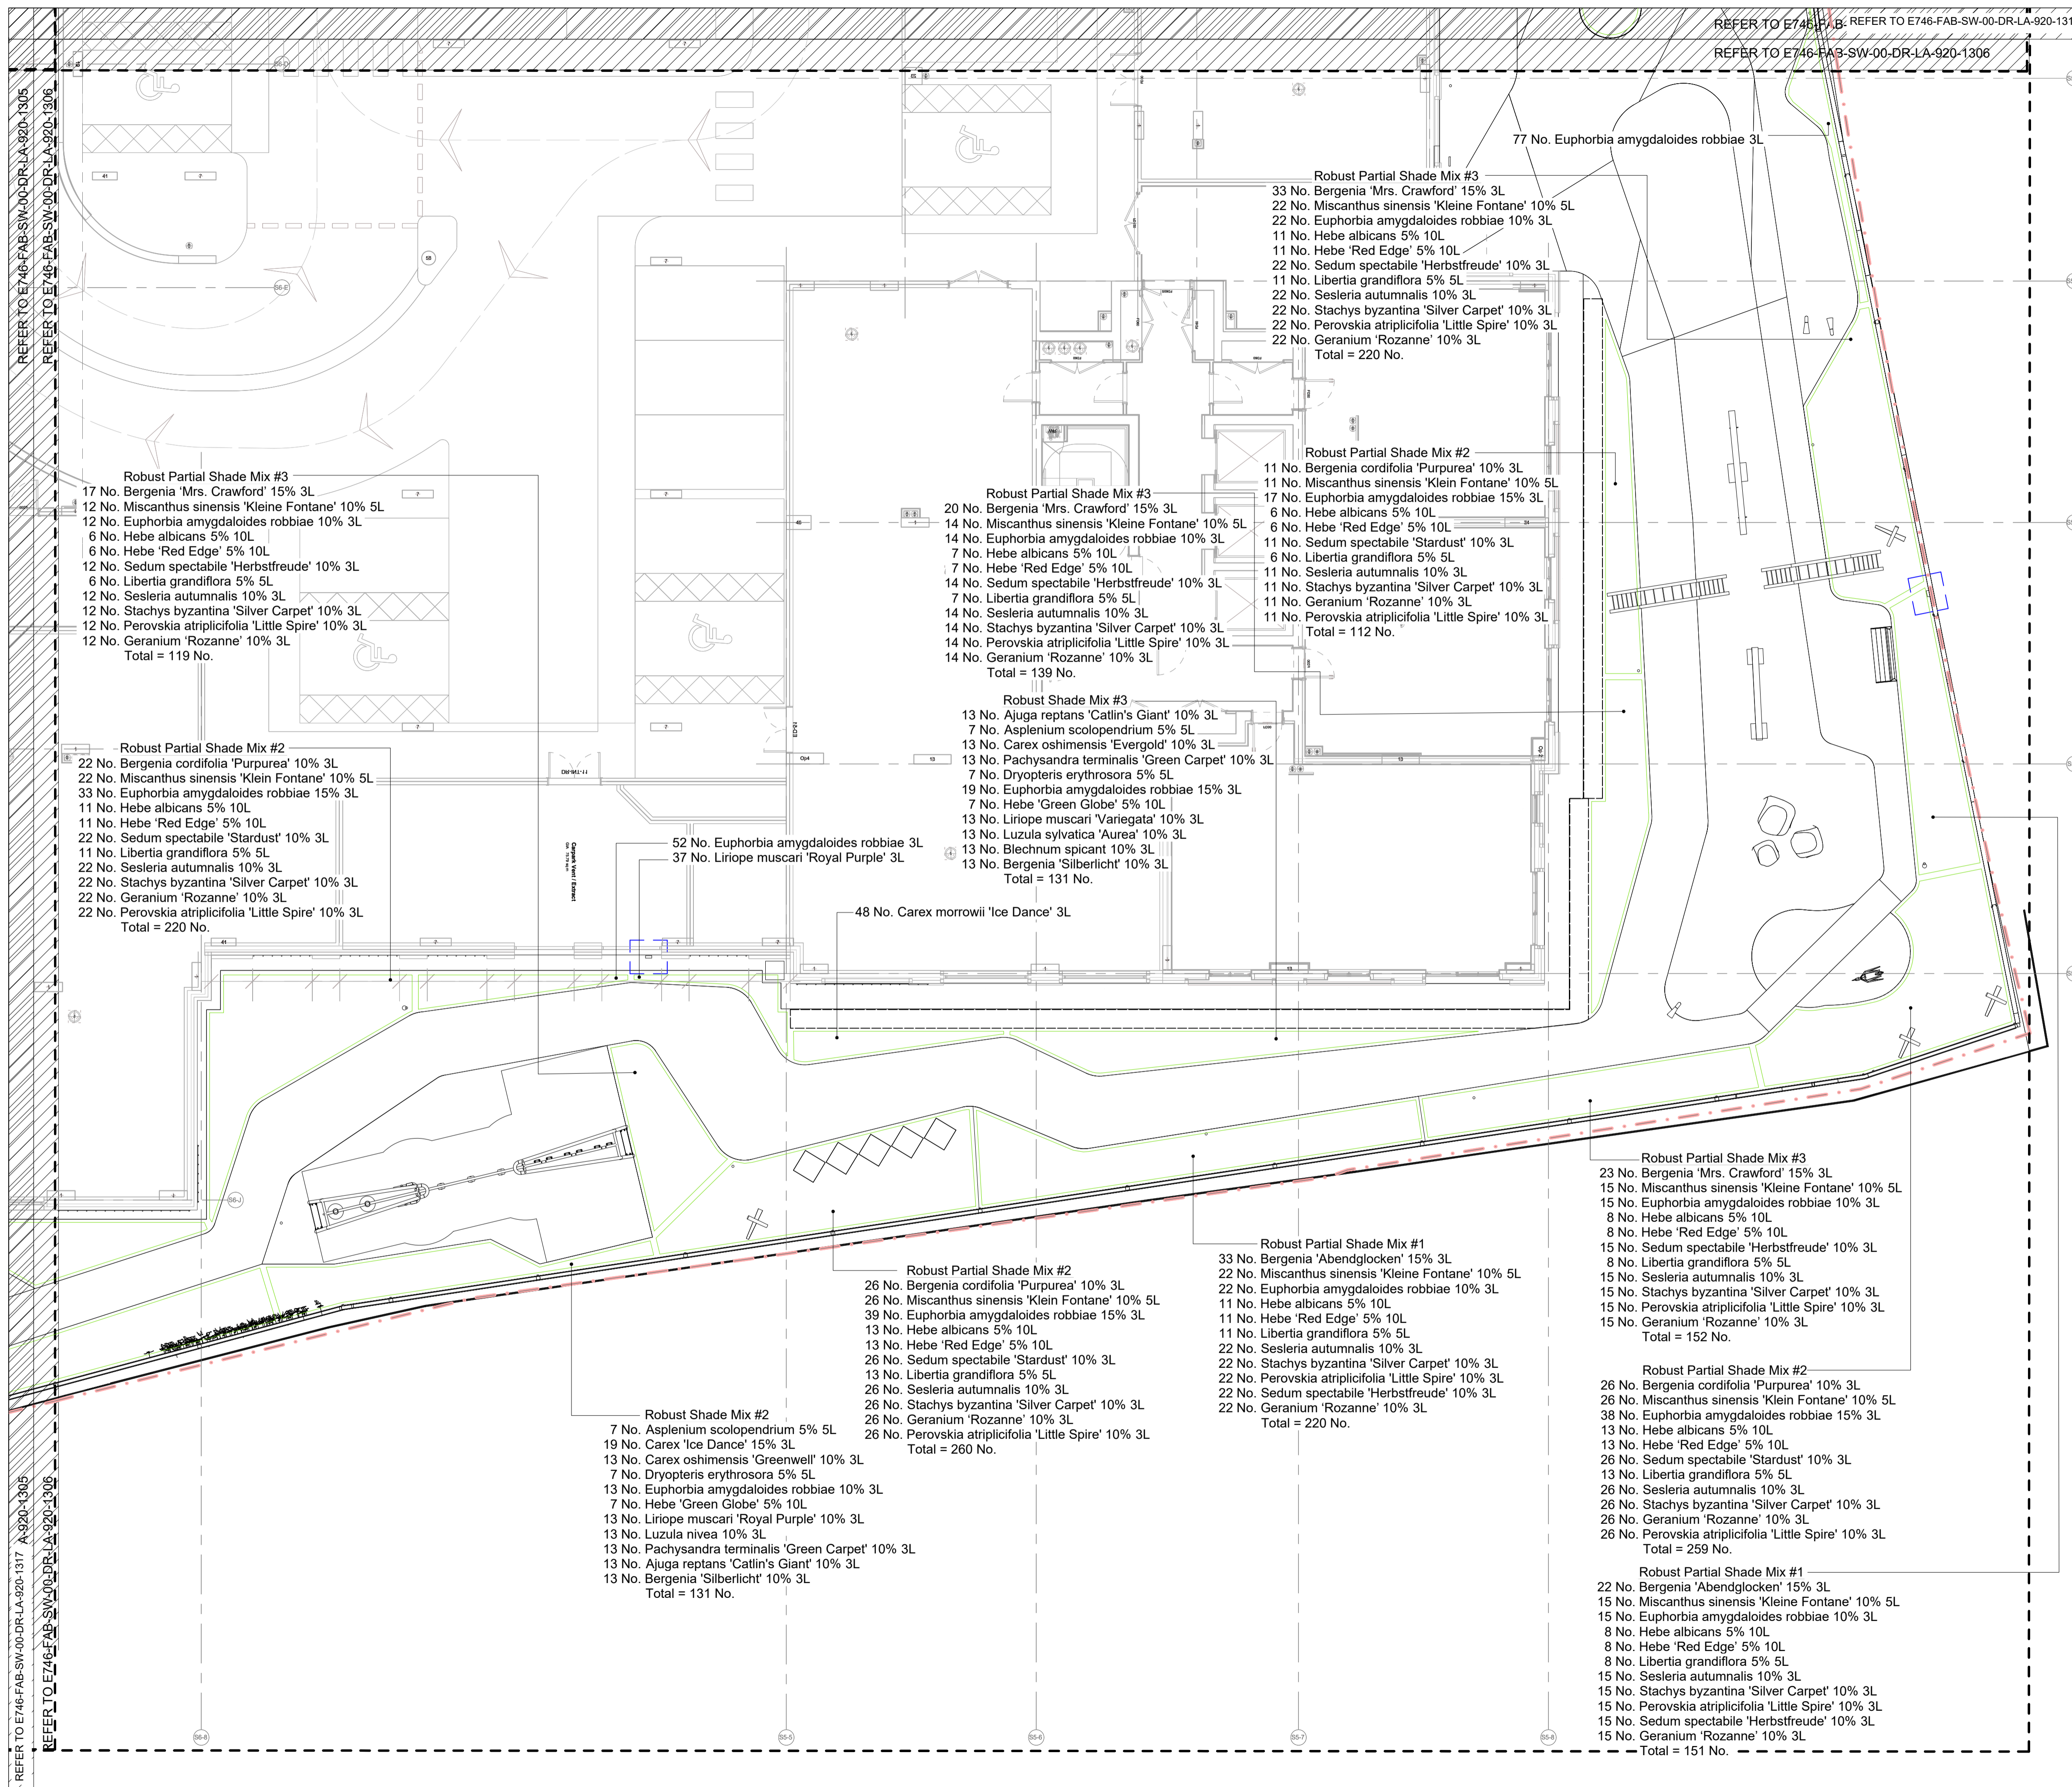 REFER TO E746-FAB-
REFER TO E746-FAB-SW-00-DR-LA-920-131
REFER TO E746-FAB-SW-00-DR-LA-920-1306
REFER TO E746-FAB-SW-00-DR-LA-920-1305
REFER TO E746-FAB-SW-00-DR-LA-920-1306
77 No. Euphorbia amygdaloides robbiae 3L
Robust Partial Shade Mix #3
33 No. Bergenia ‘Mrs. Crawford’ 15% 3L
22 No. Miscanthus sinensis 'Kleine Fontane' 10% 5L
22 No. Euphorbia amygdaloides robbiae 10% 3L
11 No. Hebe albicans 5% 10L
11 No. Hebe ‘Red Edge’ 5% 10L
22 No. Sedum spectabile 'Herbstfreude' 10% 3L
11 No. Libertia grandiflora 5% 5L
22 No. Sesleria autumnalis 10% 3L
22 No. Stachys byzantina 'Silver Carpet' 10% 3L
22 No. Perovskia atriplicifolia 'Little Spire' 10% 3L
22 No. Geranium ‘Rozanne’ 10% 3L
Total = 220 No.
Robust Partial Shade Mix #3
17 No. Bergenia ‘Mrs. Crawford’ 15% 3L
12 No. Miscanthus sinensis 'Kleine Fontane' 10% 5L
12 No. Euphorbia amygdaloides robbiae 10% 3L
6 No. Hebe albicans 5% 10L
6 No. Hebe ‘Red Edge’ 5% 10L
12 No. Sedum spectabile 'Herbstfreude' 10% 3L
6 No. Libertia grandiflora 5% 5L
12 No. Sesleria autumnalis 10% 3L
12 No. Stachys byzantina 'Silver Carpet' 10% 3L
12 No. Perovskia atriplicifolia 'Little Spire' 10% 3L
12 No. Geranium ‘Rozanne’ 10% 3L
Total = 119 No.
Robust Partial Shade Mix #3
20 No. Bergenia ‘Mrs. Crawford’ 15% 3L
14 No. Miscanthus sinensis 'Kleine Fontane' 10% 5L
14 No. Euphorbia amygdaloides robbiae 10% 3L
7 No. Hebe albicans 5% 10L
7 No. Hebe ‘Red Edge’ 5% 10L
14 No. Sedum spectabile 'Herbstfreude' 10% 3L
7 No. Libertia grandiflora 5% 5L
14 No. Sesleria autumnalis 10% 3L
14 No. Stachys byzantina 'Silver Carpet' 10% 3L
14 No. Perovskia atriplicifolia 'Little Spire' 10% 3L
14 No. Geranium ‘Rozanne’ 10% 3L
Total = 139 No.
Robust Partial Shade Mix #2
11 No. Bergenia cordifolia 'Purpurea' 10% 3L
11 No. Miscanthus sinensis 'Klein Fontane' 10% 5L
17 No. Euphorbia amygdaloides robbiae 15% 3L
6 No. Hebe albicans 5% 10L
6 No. Hebe ‘Red Edge’ 5% 10L
11 No. Sedum spectabile 'Stardust' 10% 3L
6 No. Libertia grandiflora 5% 5L
11 No. Sesleria autumnalis 10% 3L
11 No. Stachys byzantina 'Silver Carpet' 10% 3L
11 No. Geranium ‘Rozanne’ 10% 3L
11 No. Perovskia atriplicifolia 'Little Spire' 10% 3L
Total = 112 No.
Robust Shade Mix #3
13 No. Ajuga reptans 'Catlin's Giant' 10% 3L
7 No. Asplenium scolopendrium 5% 5L
13 No. Carex oshimensis 'Evergold' 10% 3L
13 No. Pachysandra terminalis 'Green Carpet' 10% 3L
7 No. Dryopteris erythrosora 5% 5L
19 No. Euphorbia amygdaloides robbiae 15% 3L
7 No. Hebe 'Green Globe' 5% 10L
13 No. Liriope muscari 'Variegata' 10% 3L
13 No. Luzula sylvatica 'Aurea' 10% 3L
13 No. Blechnum spicant 10% 3L
13 No. Bergenia 'Silberlicht' 10% 3L
Total = 131 No.
Robust Partial Shade Mix #2
22 No. Bergenia cordifolia 'Purpurea' 10% 3L
22 No. Miscanthus sinensis 'Klein Fontane' 10% 5L
33 No. Euphorbia amygdaloides robbiae 15% 3L
11 No. Hebe albicans 5% 10L
11 No. Hebe ‘Red Edge’ 5% 10L
22 No. Sedum spectabile 'Stardust' 10% 3L
11 No. Libertia grandiflora 5% 5L
22 No. Sesleria autumnalis 10% 3L
22 No. Stachys byzantina 'Silver Carpet' 10% 3L
22 No. Geranium ‘Rozanne’ 10% 3L
22 No. Perovskia atriplicifolia 'Little Spire' 10% 3L
Total = 220 No.
Carpark Vent / Extract
52 No. Euphorbia amygdaloides robbiae 3L
37 No. Liriope muscari 'Royal Purple' 3L
48 No. Carex morrowii 'Ice Dance' 3L
Robust Partial Shade Mix #3
23 No. Bergenia ‘Mrs. Crawford’ 15% 3L
15 No. Miscanthus sinensis 'Kleine Fontane' 10% 5L
15 No. Euphorbia amygdaloides robbiae 10% 3L
8 No. Hebe albicans 5% 10L
8 No. Hebe ‘Red Edge’ 5% 10L
15 No. Sedum spectabile 'Herbstfreude' 10% 3L
8 No. Libertia grandiflora 5% 5L
15 No. Sesleria autumnalis 10% 3L
15 No. Stachys byzantina 'Silver Carpet' 10% 3L
15 No. Perovskia atriplicifolia 'Little Spire' 10% 3L
15 No. Geranium ‘Rozanne’ 10% 3L
Total = 152 No.
Robust Partial Shade Mix #1
33 No. Bergenia 'Abendglocken' 15% 3L
22 No. Miscanthus sinensis 'Kleine Fontane' 10% 5L
22 No. Euphorbia amygdaloides robbiae 10% 3L
11 No. Hebe albicans 5% 10L
11 No. Hebe ‘Red Edge’ 5% 10L
11 No. Libertia grandiflora 5% 5L
22 No. Sesleria autumnalis 10% 3L
22 No. Stachys byzantina 'Silver Carpet' 10% 3L
22 No. Perovskia atriplicifolia 'Little Spire' 10% 3L
22 No. Sedum spectabile 'Herbstfreude' 10% 3L
22 No. Geranium ‘Rozanne’ 10% 3L
Total = 220 No.
Robust Partial Shade Mix #2
26 No. Bergenia cordifolia 'Purpurea' 10% 3L
26 No. Miscanthus sinensis 'Klein Fontane' 10% 5L
39 No. Euphorbia amygdaloides robbiae 15% 3L
13 No. Hebe albicans 5% 10L
13 No. Hebe ‘Red Edge’ 5% 10L
26 No. Sedum spectabile 'Stardust' 10% 3L
13 No. Libertia grandiflora 5% 5L
26 No. Sesleria autumnalis 10% 3L
26 No. Stachys byzantina 'Silver Carpet' 10% 3L
26 No. Geranium ‘Rozanne’ 10% 3L
26 No. Perovskia atriplicifolia 'Little Spire' 10% 3L
Total = 260 No.
Robust Shade Mix #2
7 No. Asplenium scolopendrium 5% 5L
19 No. Carex 'Ice Dance' 15% 3L
13 No. Carex oshimensis 'Greenwell' 10% 3L
7 No. Dryopteris erythrosora 5% 5L
13 No. Euphorbia amygdaloides robbiae 10% 3L
7 No. Hebe 'Green Globe' 5% 10L
13 No. Liriope muscari 'Royal Purple' 10% 3L
13 No. Luzula nivea 10% 3L
13 No. Pachysandra terminalis 'Green Carpet' 10% 3L
13 No. Ajuga reptans 'Catlin's Giant' 10% 3L
13 No. Bergenia 'Silberlicht' 10% 3L
Total = 131 No.
Robust Partial Shade Mix #2
26 No. Bergenia cordifolia 'Purpurea' 10% 3L
26 No. Miscanthus sinensis 'Klein Fontane' 10% 5L
38 No. Euphorbia amygdaloides robbiae 15% 3L
13 No. Hebe albicans 5% 10L
13 No. Hebe ‘Red Edge’ 5% 10L
26 No. Sedum spectabile 'Stardust' 10% 3L
13 No. Libertia grandiflora 5% 5L
26 No. Sesleria autumnalis 10% 3L
26 No. Stachys byzantina 'Silver Carpet' 10% 3L
26 No. Geranium ‘Rozanne’ 10% 3L
26 No. Perovskia atriplicifolia 'Little Spire' 10% 3L
Total = 259 No.
Robust Partial Shade Mix #1
22 No. Bergenia 'Abendglocken' 15% 3L
15 No. Miscanthus sinensis 'Kleine Fontane' 10% 5L
15 No. Euphorbia amygdaloides robbiae 10% 3L
8 No. Hebe albicans 5% 10L
8 No. Hebe ‘Red Edge’ 5% 10L
8 No. Libertia grandiflora 5% 5L
15 No. Sesleria autumnalis 10% 3L
15 No. Stachys byzantina 'Silver Carpet' 10% 3L
15 No. Perovskia atriplicifolia 'Little Spire' 10% 3L
15 No. Sedum spectabile 'Herbstfreude' 10% 3L
15 No. Geranium ‘Rozanne’ 10% 3L
Total = 151 No.
REFER TO E746-FAB-SW-00-DR-LA-920-1317
A-920-1305
REFER TO E746-FAB-SW-00-DR-LA-920-1306
S6-D
S6-E
S6-J
S6-8
S5-5
S5-6
S5-7
S5-8